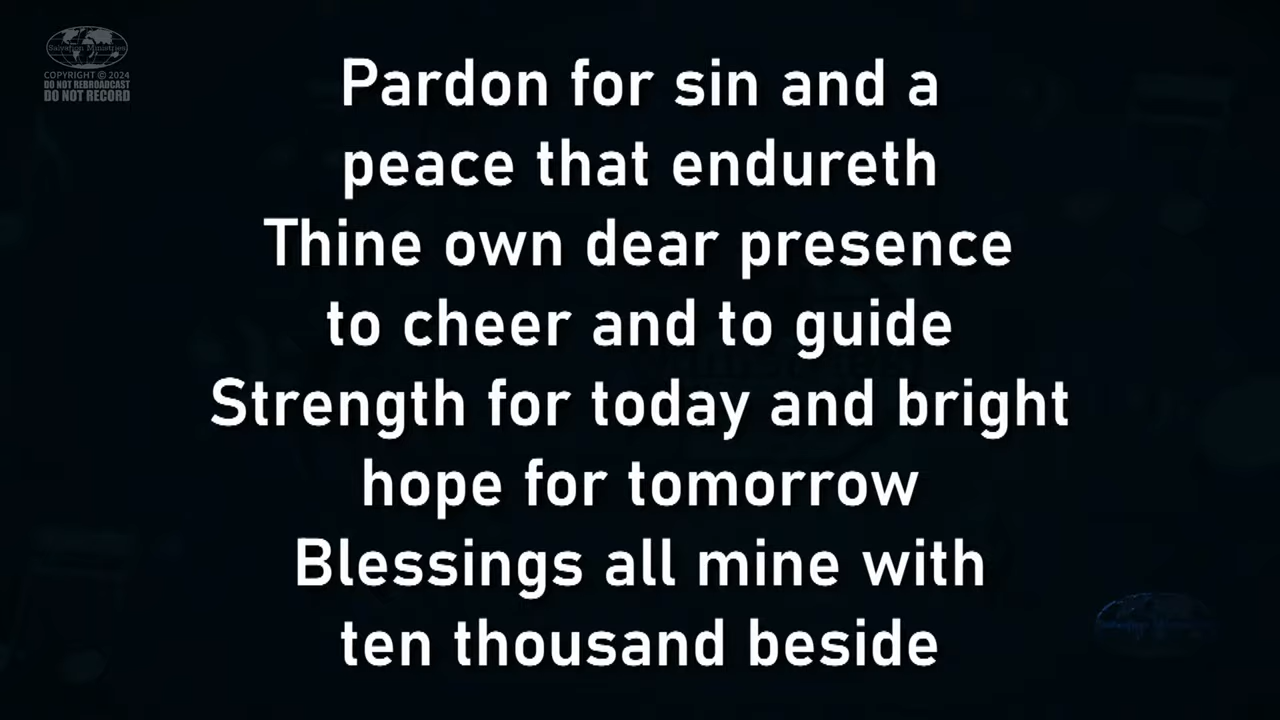 Salvation Ministries
COPYRIGHT © 2024
DO NOT REBROADCAST
DO NOT RECORD
Pardon for sin and a
peace that endureth
Thine own dear presence
to cheer and to guide
Strength for today and bright
hope for tomorrow
Blessings all mine with
ten thousand beside